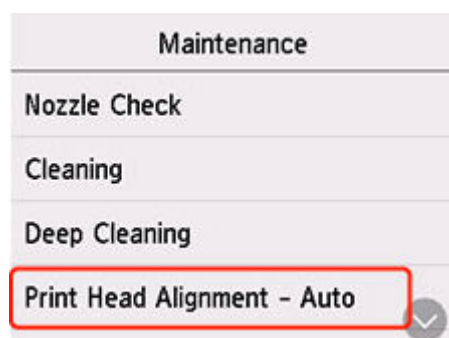 Maintenance
Nozzle Check
Cleaning
Deep Cleaning
Print Head Alignment - Auto